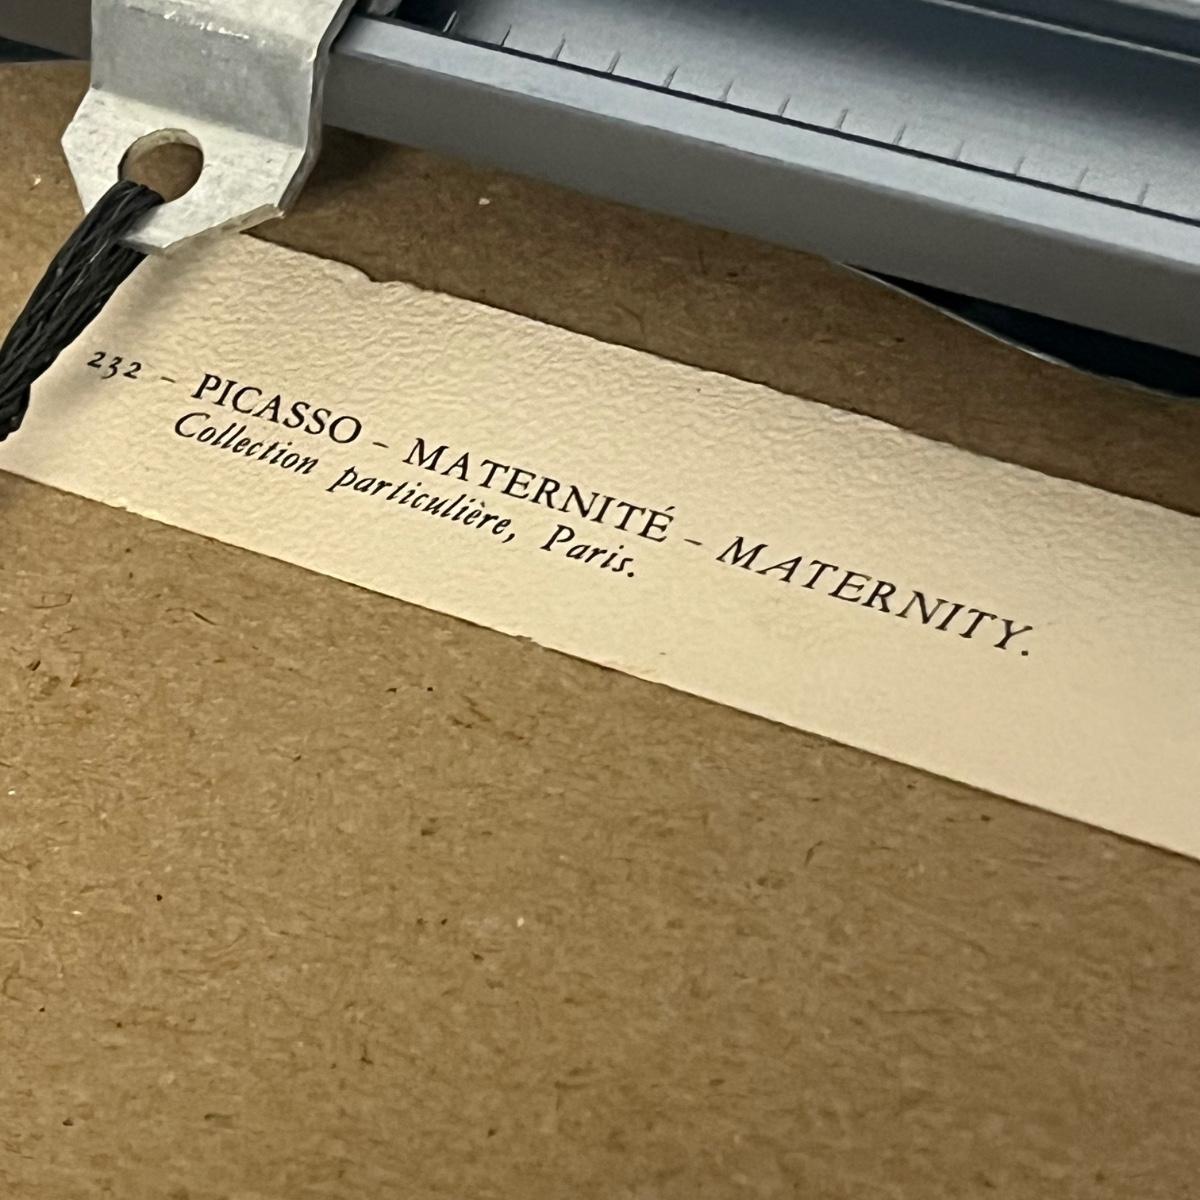 232 - PICASSO - MATERNITÉ - MATERNITY.
Collection particulière, Paris.